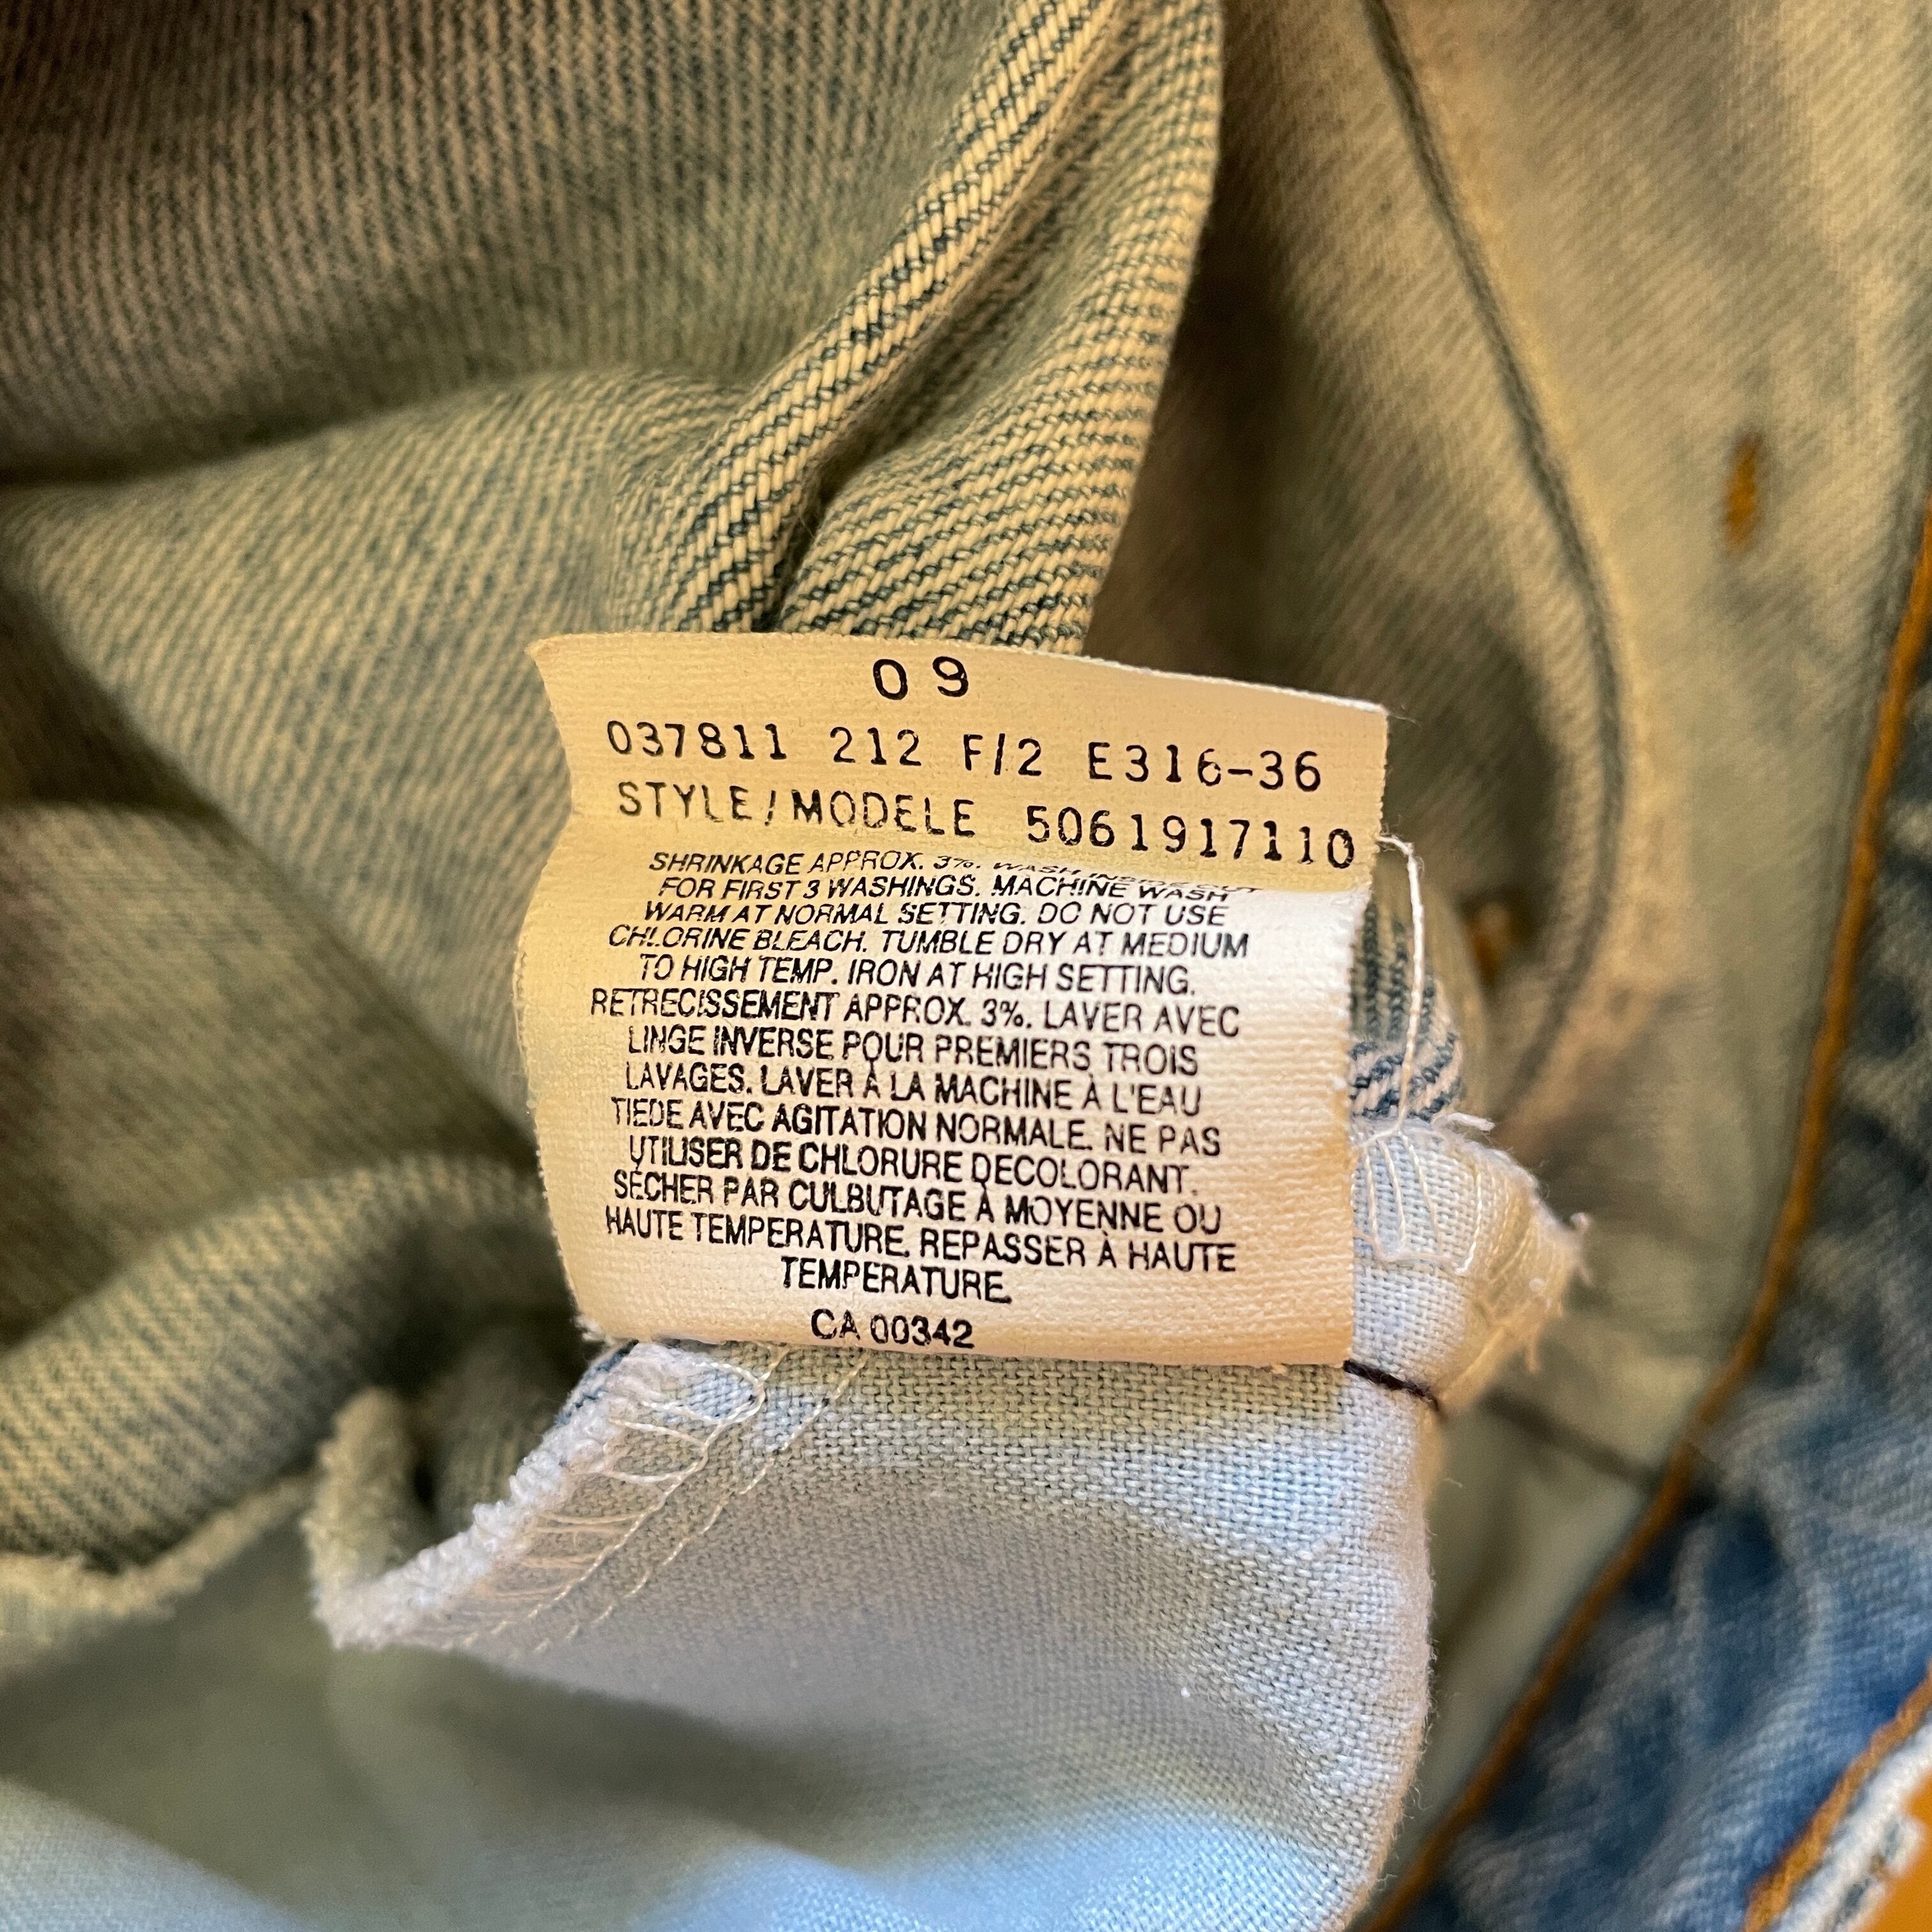 09
037811 212 F/2 E316-36
STYLE/MODELE 5061917110
SHRINKAGE APPROX. 3%. WASH INSIDE OUT
FOR FIRST 3 WASHINGS. MACHINE WASH
WARM AT NORMAL SETTING. DO NOT USE
CHLORINE BLEACH. TUMBLE DRY AT MEDIUM
TO HIGH TEMP. IRON AT HIGH SETTING.
RETRECISSEMENT APPROX. 3%. LAVER AVEC
LINGE INVERSE POUR PREMIERS TROIS
LAVAGES. LAVER À LA MACHINE À L'EAU
TIEDE AVEC AGITATION NORMALE. NE PAS
UTILISER DE CHLORURE DECOLORANT.
SÉCHER PAR CULBUTAGE À MOYENNE OU
HAUTE TEMPERATURE. REPASSER À HAUTE
TEMPERATURE.
CA 00342